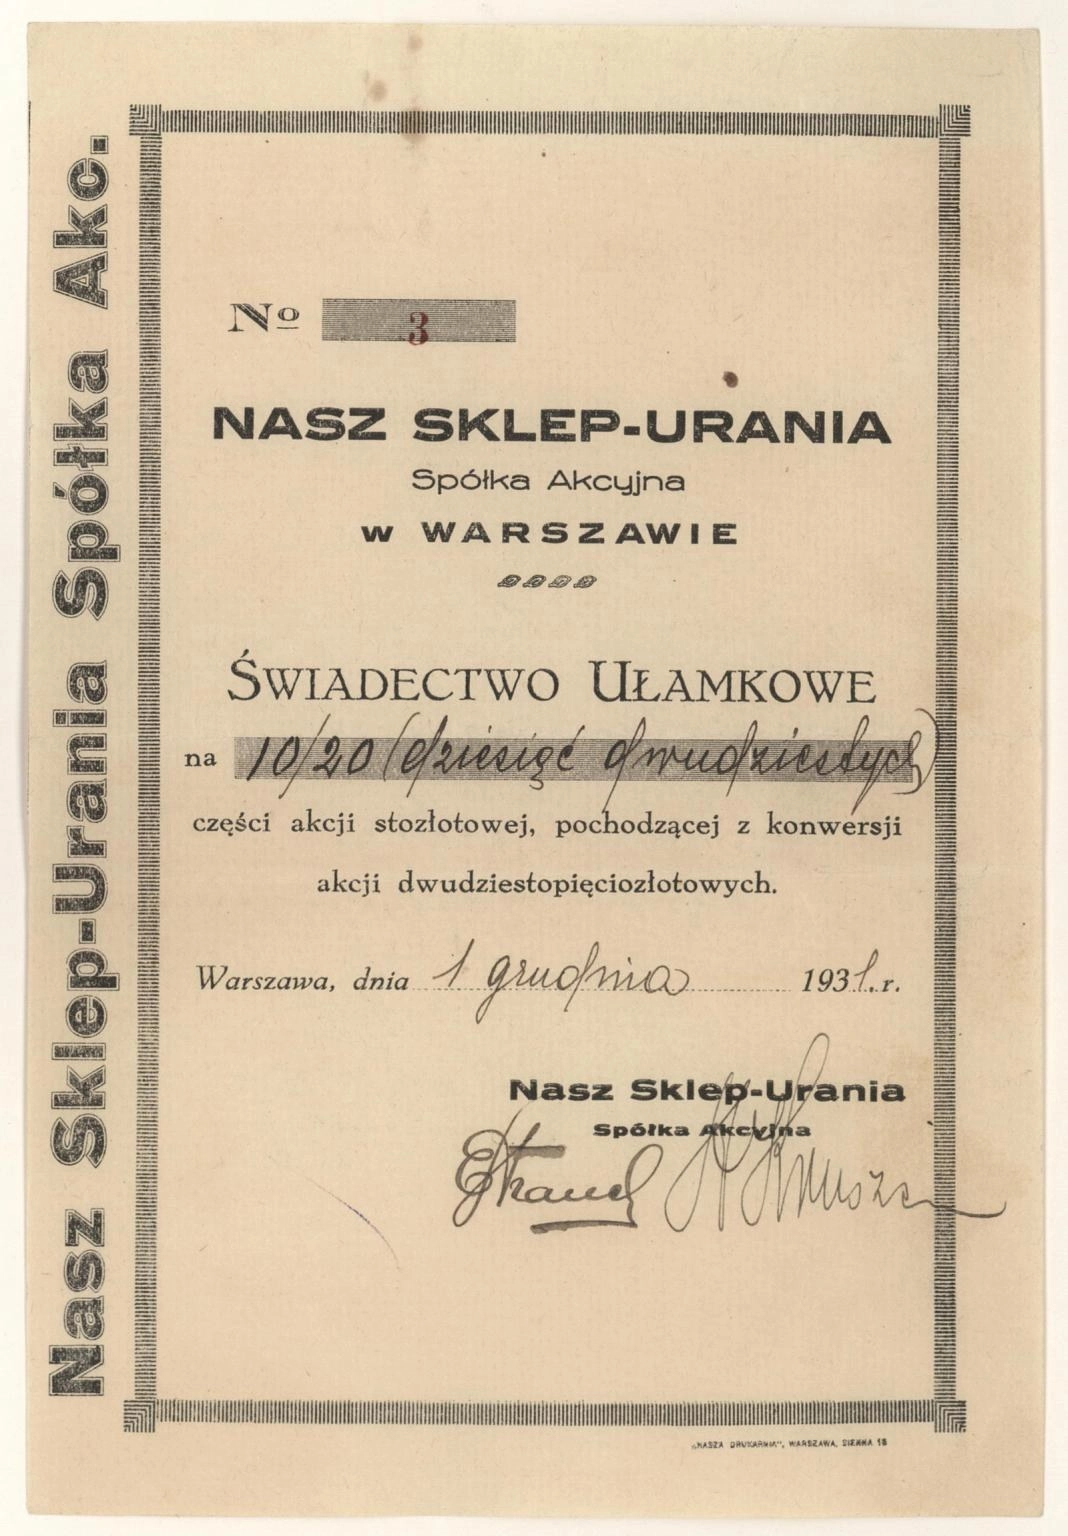 Nasz Sklep-Urania Spółka Akc.
No 3
NASZ SKLEP-URANIA
Spółka Akcyjna
w WARSZAWIE
ŚWIADECTWO UŁAMKOWE
na 10/20 (dziesięć dwudziestych)
części akcji stozłotowej, pochodzącej z konwersji
akcji dwudziestopięciozłotowych.
Warszawa, dnia 1 grudnia 1931. r.
Nasz Sklep-Urania
Spółka Akcyjna
„NASZA DRUKARNIA", WARSZAWA, SIENNA 15